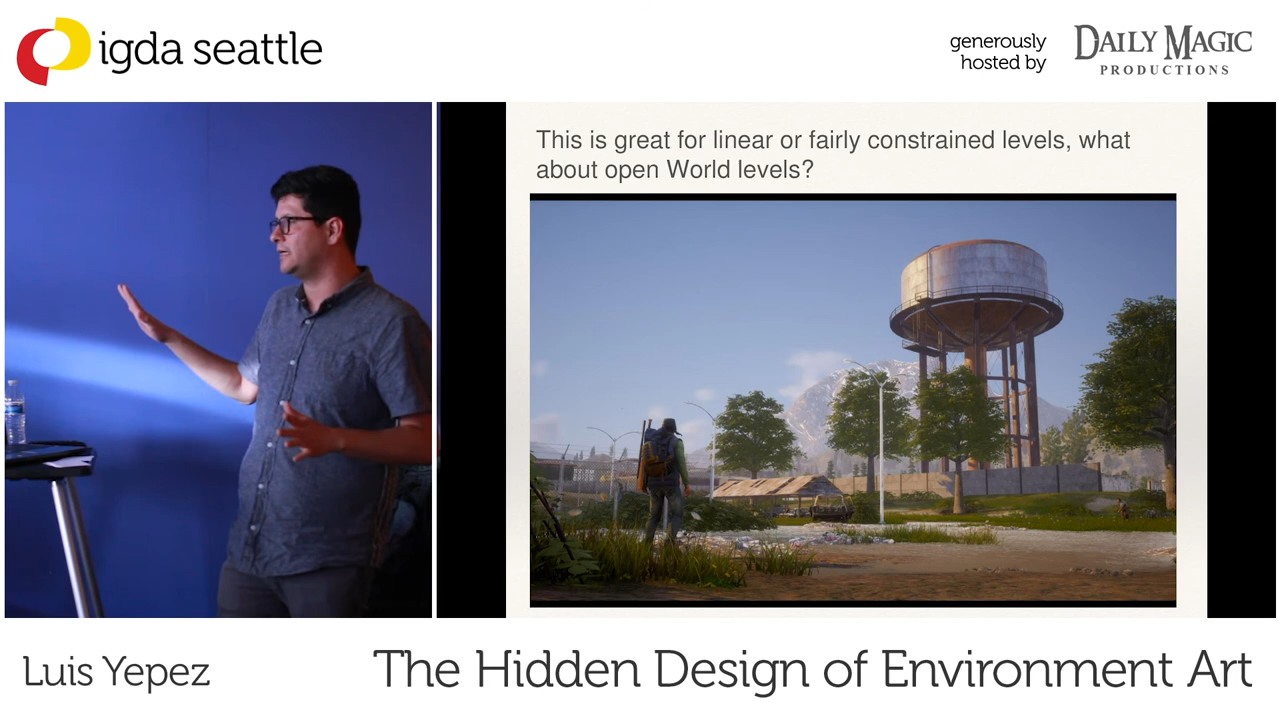 igda seattle
generously
hosted by
DAILY MAGIC
PRODUCTIONS
This is great for linear or fairly constrained levels, what
about open World levels?
Luis Yepez
The Hidden Design of Environment Art